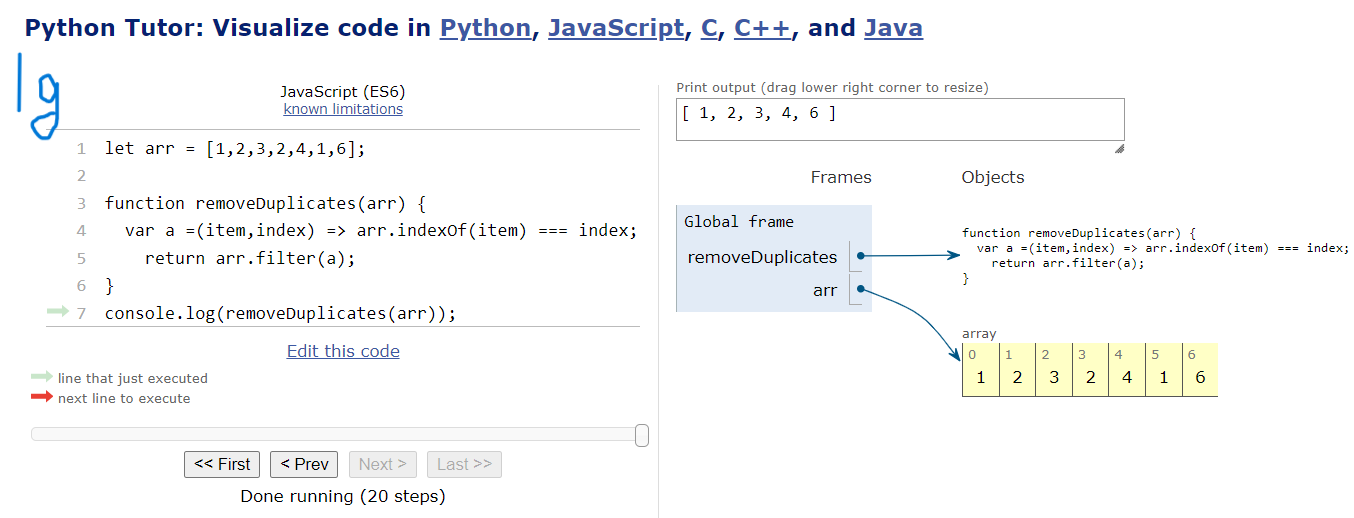 Python Tutor: Visualize code in Python, JavaScript, C, C++, and Java
1g
JavaScript (ES6)
known limitations
1 let arr = [1,2,3,2,4,1,6];
2
3 function removeDuplicates(arr) {
4 var a =(item,index) => arr.indexOf(item) === index;
5 return arr.filter(a);
6 }
7 console.log(removeDuplicates(arr));
Edit this code
line that just executed
next line to execute
<< First < Prev Next > Last >>
Done running (20 steps)
Print output (drag lower right corner to resize)
[ 1, 2, 3, 4, 6 ]
Frames Objects
Global frame
removeDuplicates
arr
function removeDuplicates(arr) {
var a =(item,index) => arr.indexOf(item) === index;
return arr.filter(a);
}
array
0 1 2 3 4 5 6
1 2 3 2 4 1 6